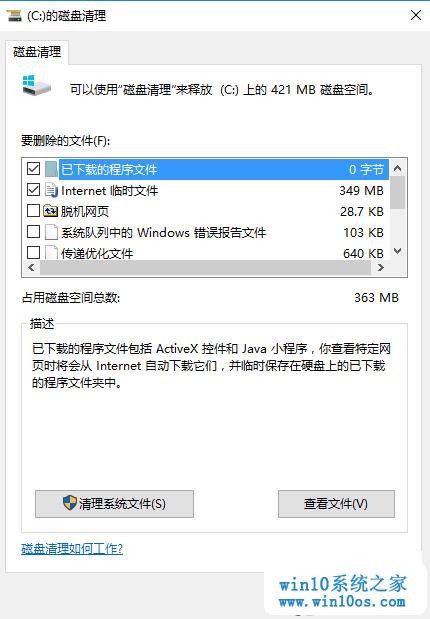 (C:)的磁盘清理
磁盘清理
可以使用"磁盘清理"来释放 (C:) 上的 421 MB 磁盘空间。
要删除的文件(F):
已下载的程序文件 0 字节
Internet 临时文件 349 MB
脱机网页 28.7 KB
系统队列中的 Windows 错误报告文件 103 KB
传递优化文件 640 KB
占用磁盘空间总数: 363 MB
描述
已下载的程序文件包括 ActiveX 控件和 Java 小程序，你查看特定网
页时将会从 Internet 自动下载它们，并临时保存在硬盘上的已下载
的程序文件夹中。
清理系统文件(S) 查看文件(V)
磁盘清理如何工作?
win10系统之家
www.win10os.com